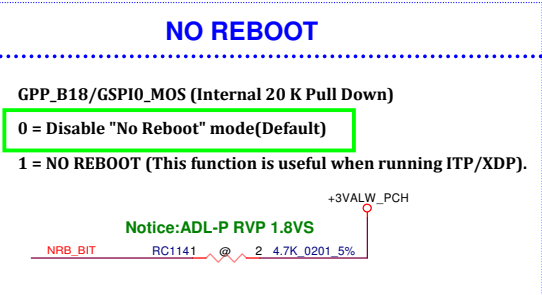 NO REBOOT
GPP_B18/GSPI0_MOS (Internal 20 K Pull Down)
0 = Disable "No Reboot" mode(Default)
1 = NO REBOOT (This function is useful when running ITP/XDP).
+3VALW_PCH
Notice:ADL-P RVP 1.8VS
NRB_BIT RC1141 @ 2 4.7K_0201_5%